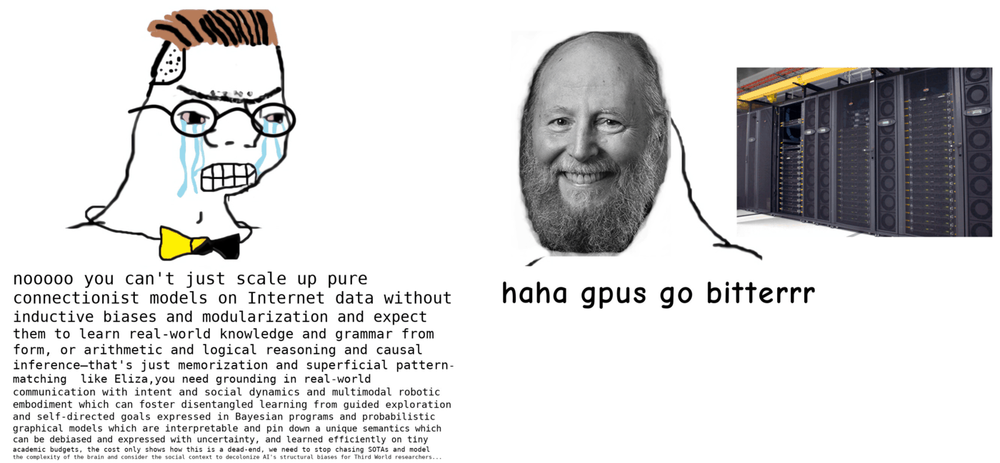 nooooo you can't just scale up pure
connectionist models on Internet data without
inductive biases and modularization and expect
them to learn real-world knowledge and grammar from
form, or arithmetic and logical reasoning and causal
inference—that's just memorization and superficial pattern-
matching  like Eliza,you need grounding in real-world
communication with intent and social dynamics and multimodal robotic
embodiment which can foster disentangled learning from guided exploration
and self-directed goals expressed in Bayesian programs and probabilistic
graphical models which are interpretable and pin down a unique semantics which
can be debiased and expressed with uncertainty, and learned efficiently on tiny
academic budgets, the cost only shows how this is a dead-end, we need to stop chasing SOTAs and model
the complexity of the brain and consider the social context to decolonize AI's structural biases for Third World researchers...
haha gpus go bitterrr